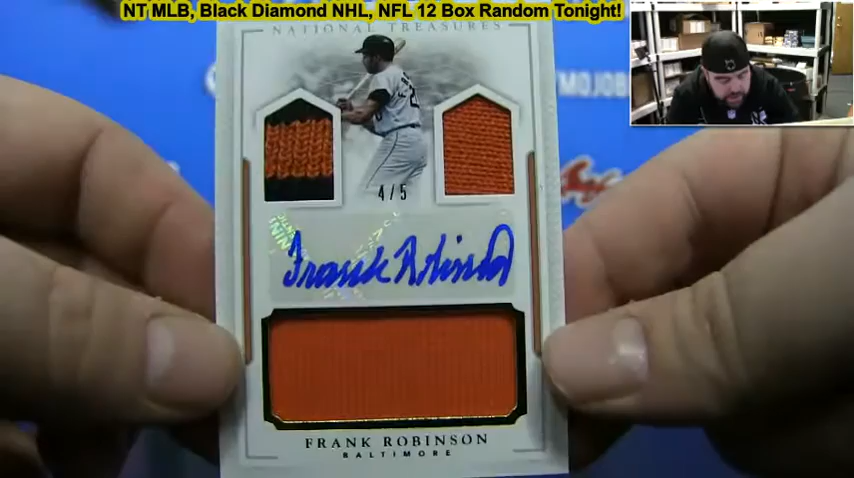 NT MLB, Black Diamond NHL, NFL 12 Box Random Tonight!
NATIONAL TREASURES
4/5
Frank Robinson
FRANK ROBINSON
BALTIMORE